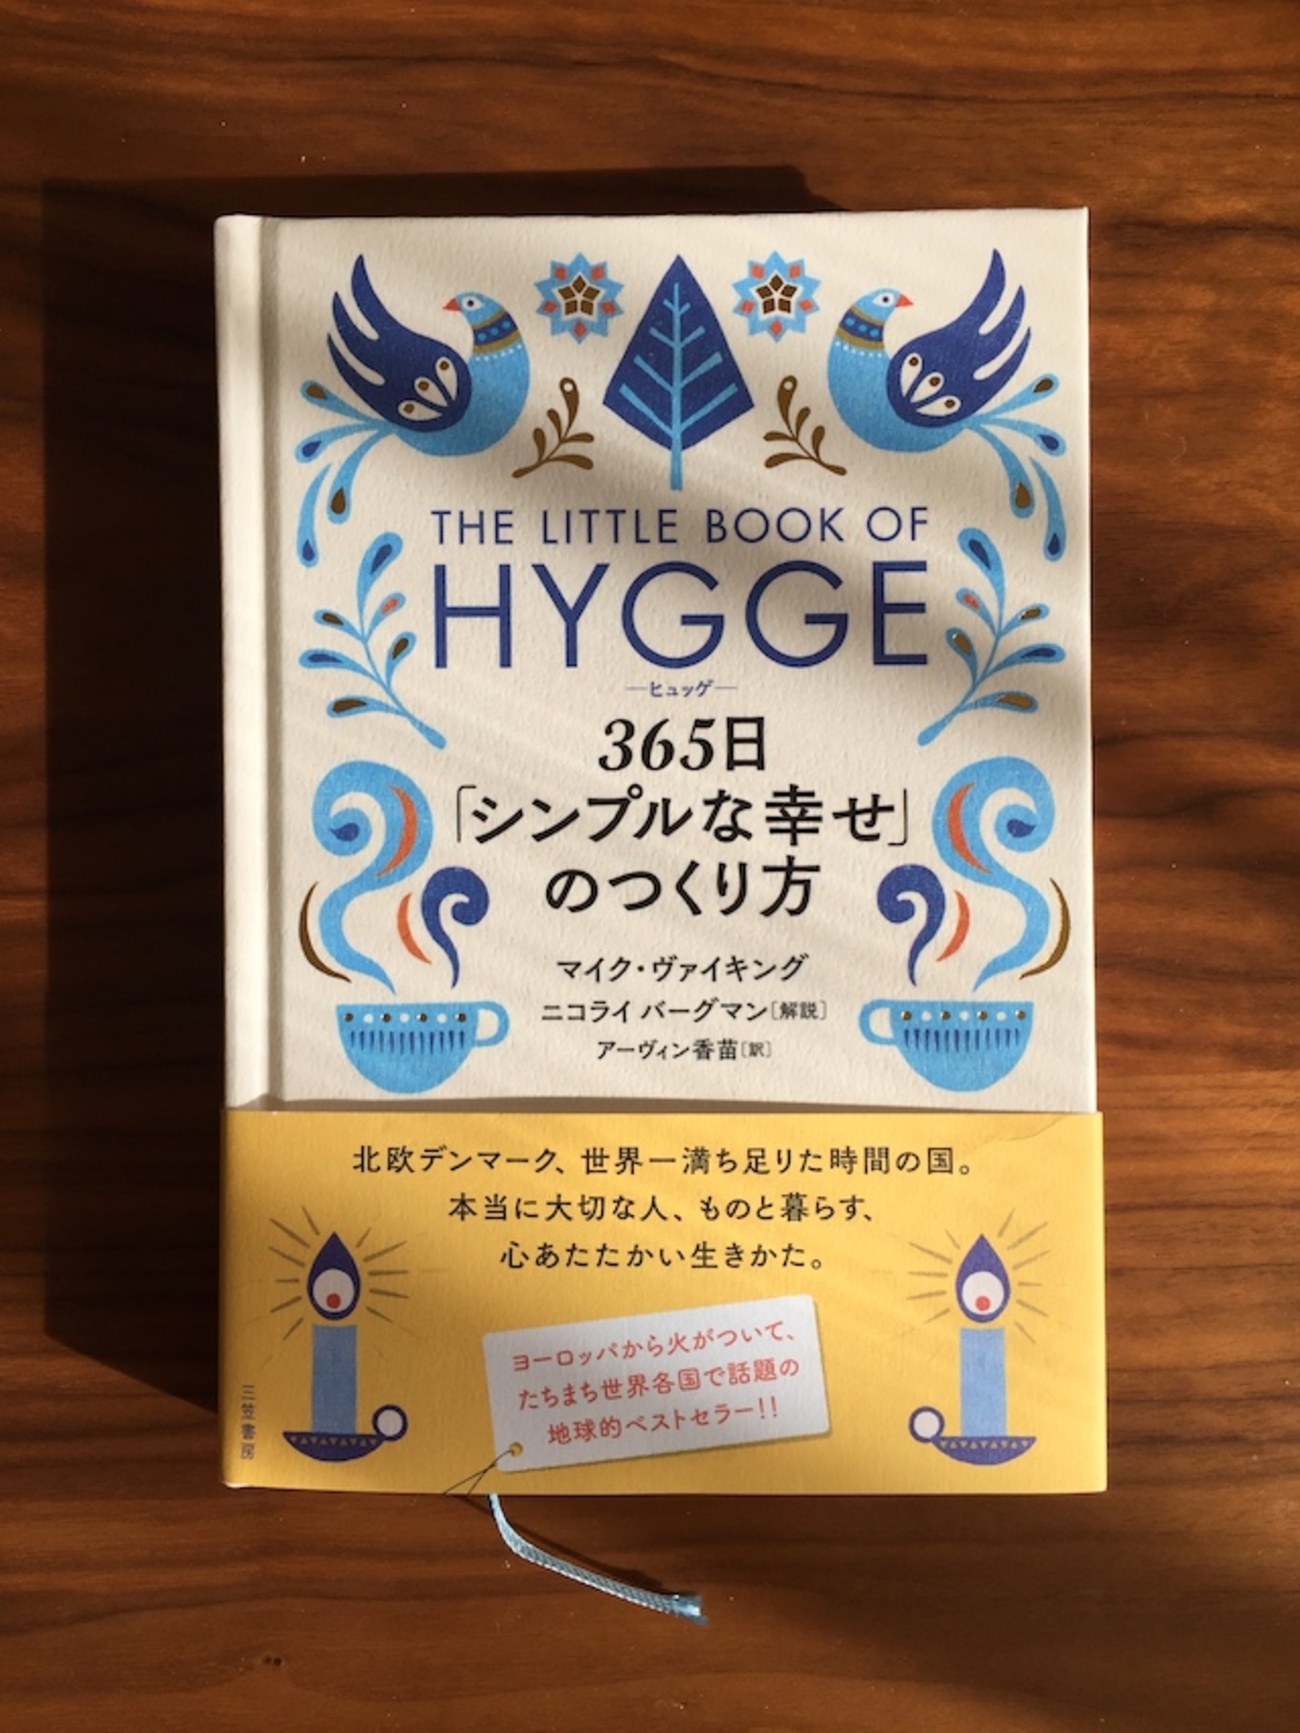 THE LITTLE BOOK OF
HYGGE
―ヒュッゲ―
365日
「シンプルな幸せ」
のつくり方
マイク・ヴァイキング
ニコライ バーグマン〔解説〕
アーヴィン香苗〔訳〕
北欧デンマーク、世界一満ち足りた時間の国。
本当に大切な人、ものと暮らす、
心あたたかい生きかた。
ヨーロッパから火がついて、
たちまち世界各国で話題の
地球的ベストセラー!!
三笠書房